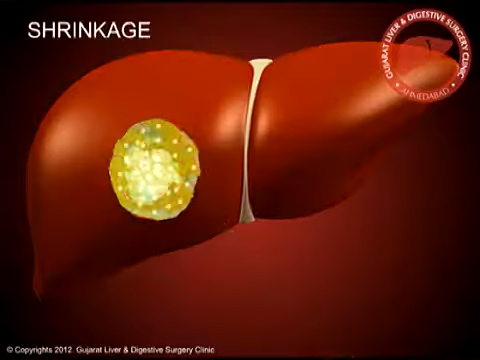 SHRINKAGE
GUJARAT LIVER & DIGESTIVE SURGERY CLINIC
• AHMEDABAD •
© Copyrights 2012. Gujarat Liver & Digestive Surgery Clinic